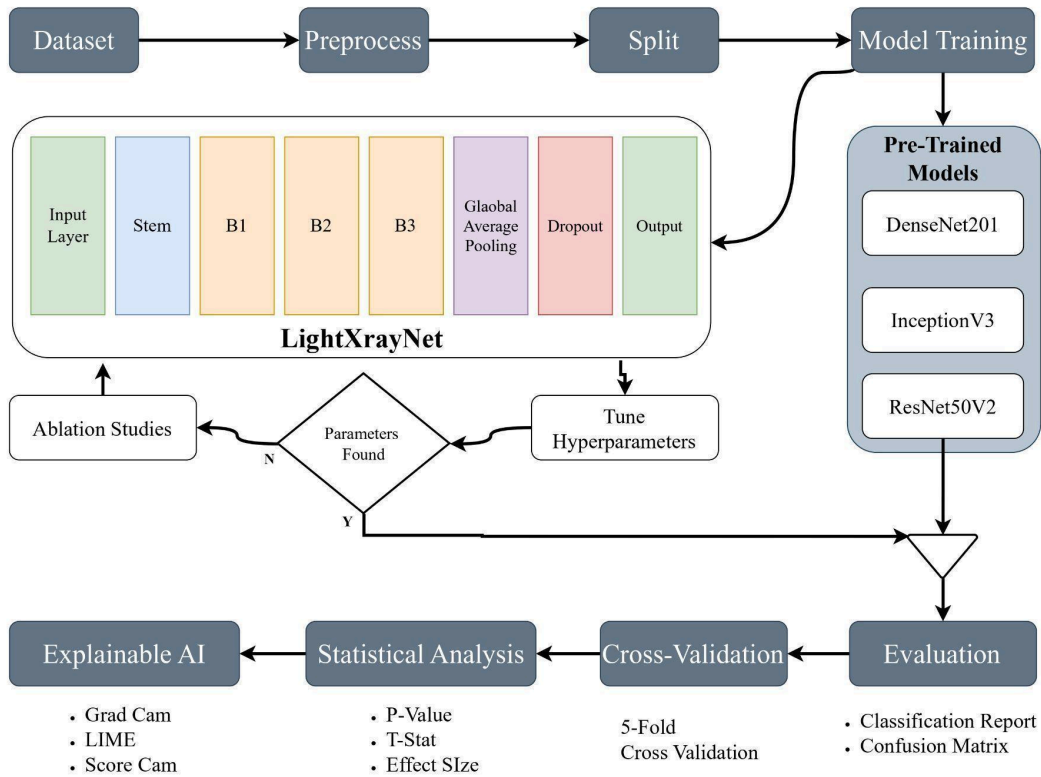 Dataset
Preprocess
Split
Model Training
Input
Layer
Stem
B1
B2
B3
Glaobal
Average
Pooling
Dropout
Output
LightXrayNet
Pre-Trained
Models
DenseNet201
InceptionV3
ResNet50V2
Ablation Studies
Parameters
Found
N
Y
Tune
Hyperparameters
Explainable AI
Statistical Analysis
Cross-Validation
Evaluation
• Grad Cam
• LIME
• Score Cam
• P-Value
• T-Stat
• Effect SIze
5-Fold
Cross Validation
• Classification Report
• Confusion Matrix